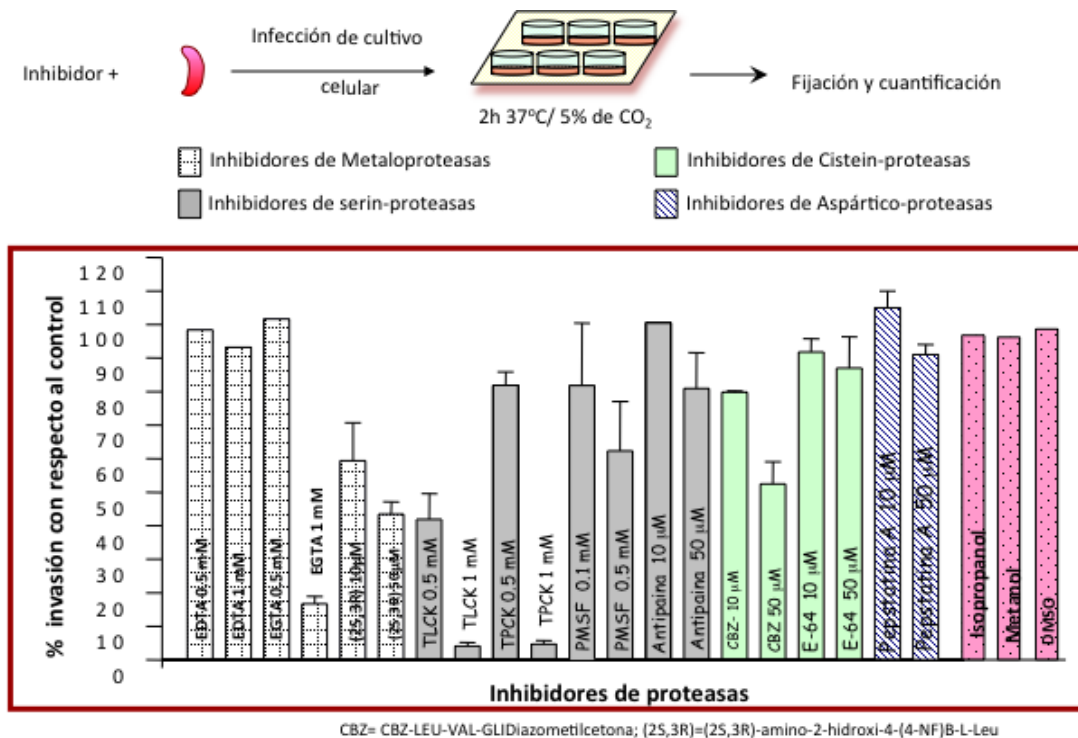 Inhibidor +
Infección de cultivo
celular
2h 37ºC/ 5% de CO₂
Fijación y cuantificación
Inhibidores de Metaloproteasas
Inhibidores de Cistein-proteasas
Inhibidores de serin-proteasas
Inhibidores de Aspártico-proteasas
% invasión con respecto al control
120
110
100
90
80
70
60
50
40
30
20
10
0
EDTA 0,5 mM
EDTA 1 mM
EGTA 0,5 mM
EGTA 1 mM
(2S,3R) 10µM
(2S,3R) 50µM
TLCK 0.5 mM
TLCK 1 mM
TPCK 0,5 mM
TPCK 1 mM
PMSF 0.1 mM
PMSF 0.5 mM
Antipaina 10 µM
Antipaina 50 µM
CBZ- 10 µM
CBZ 50 µM
E-64 10 µM
E-64 50 µM
Pepstatina A 10 µM
Pepstatina A 50 µM
Isopropanol
Metanol
DMSO
Inhibidores de proteasas
CBZ= CBZ-LEU-VAL-GLIDiazometilcetona; (2S,3R)=(2S,3R)-amino-2-hidroxi-4-(4-NF)B-L-Leu